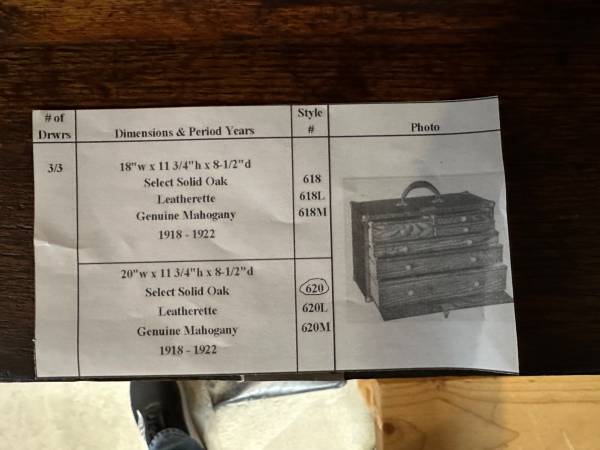 # of
Drwrs
Dimensions & Period Years
Style
#
Photo
3/3
18"w x 11 3/4"h x 8-1/2"d
Select Solid Oak
618
Leatherette
618L
Genuine Mahogany
618M
1918 - 1922
20"w x 11 3/4"h x 8-1/2"d
Select Solid Oak
620
Leatherette
620L
Genuine Mahogany
620M
1918 - 1922